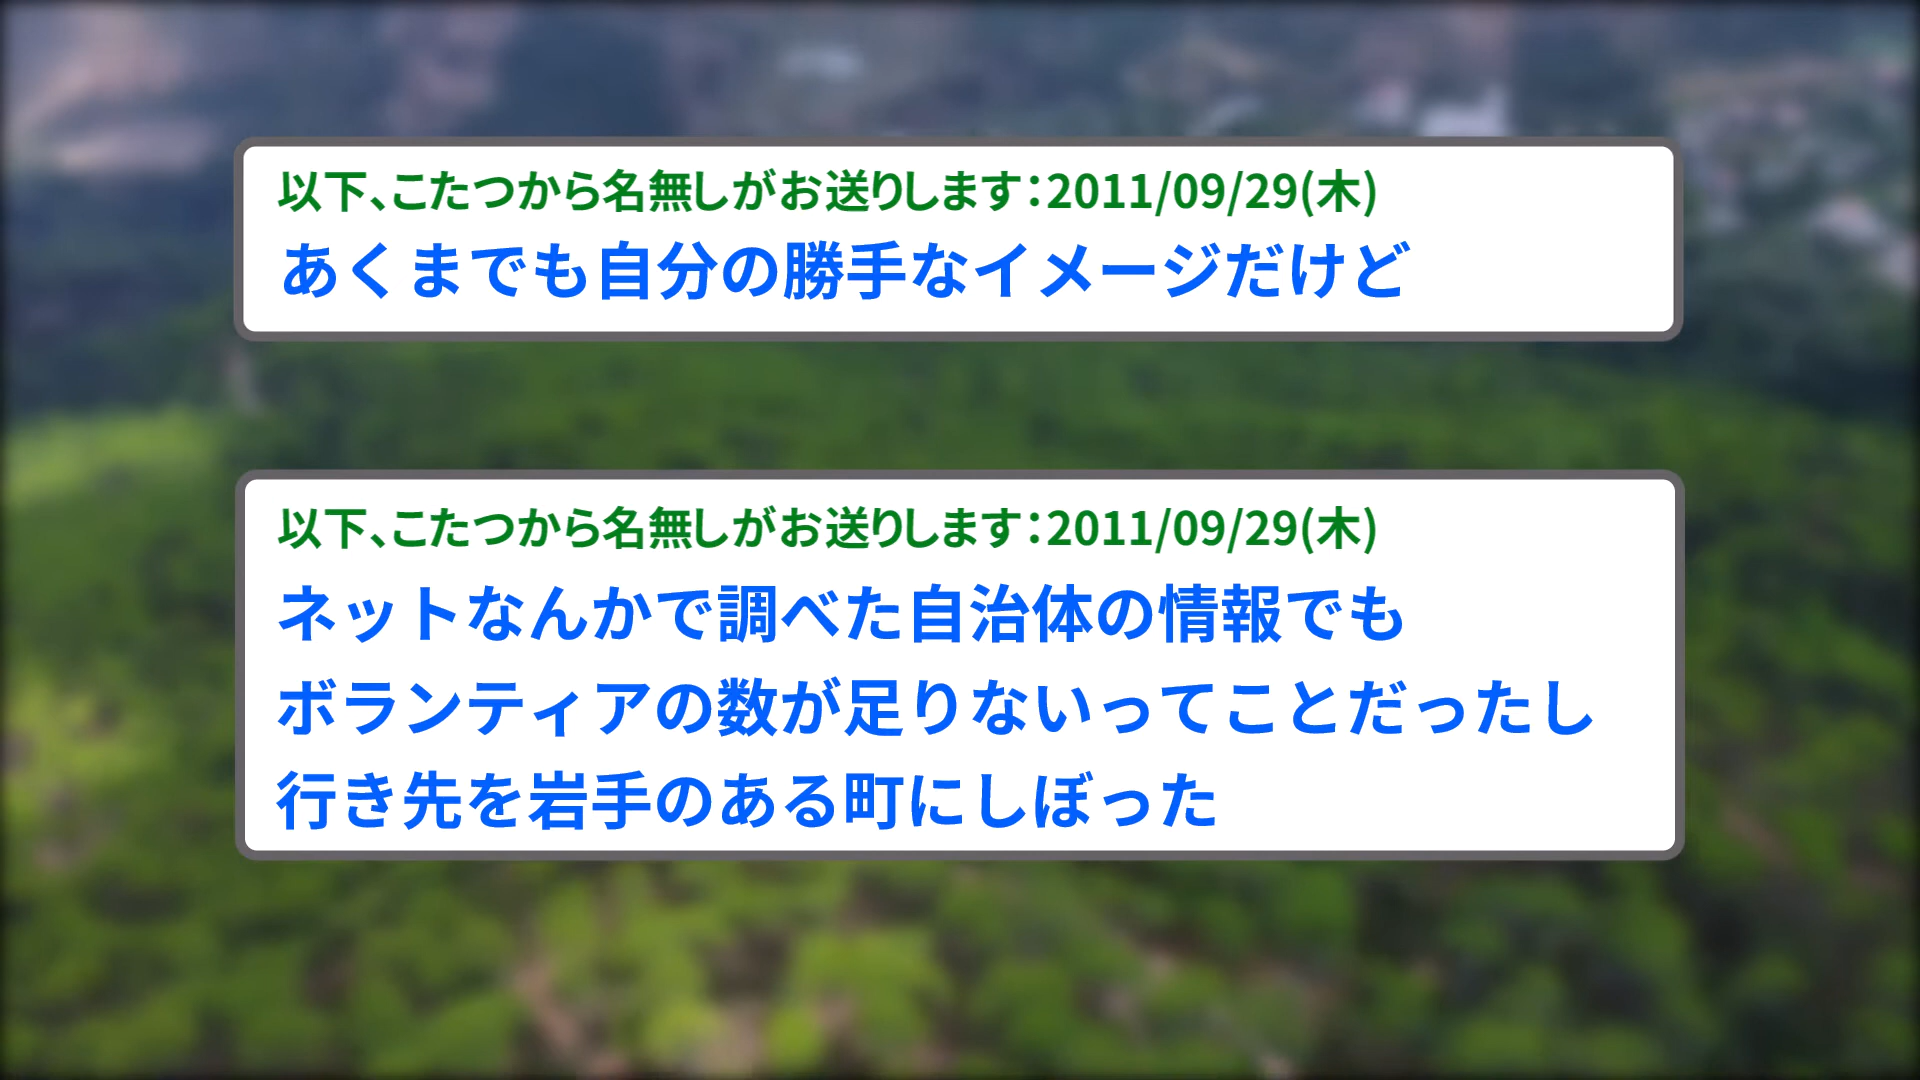 以下、こたつから名無しがお送りします：2011/09/29(木)
あくまでも自分の勝手なイメージだけど
以下、こたつから名無しがお送りします：2011/09/29(木)
ネットなんかで調べた自治体の情報でも
ボランティアの数が足りないってことだったし
行き先を岩手のある町にしぼった